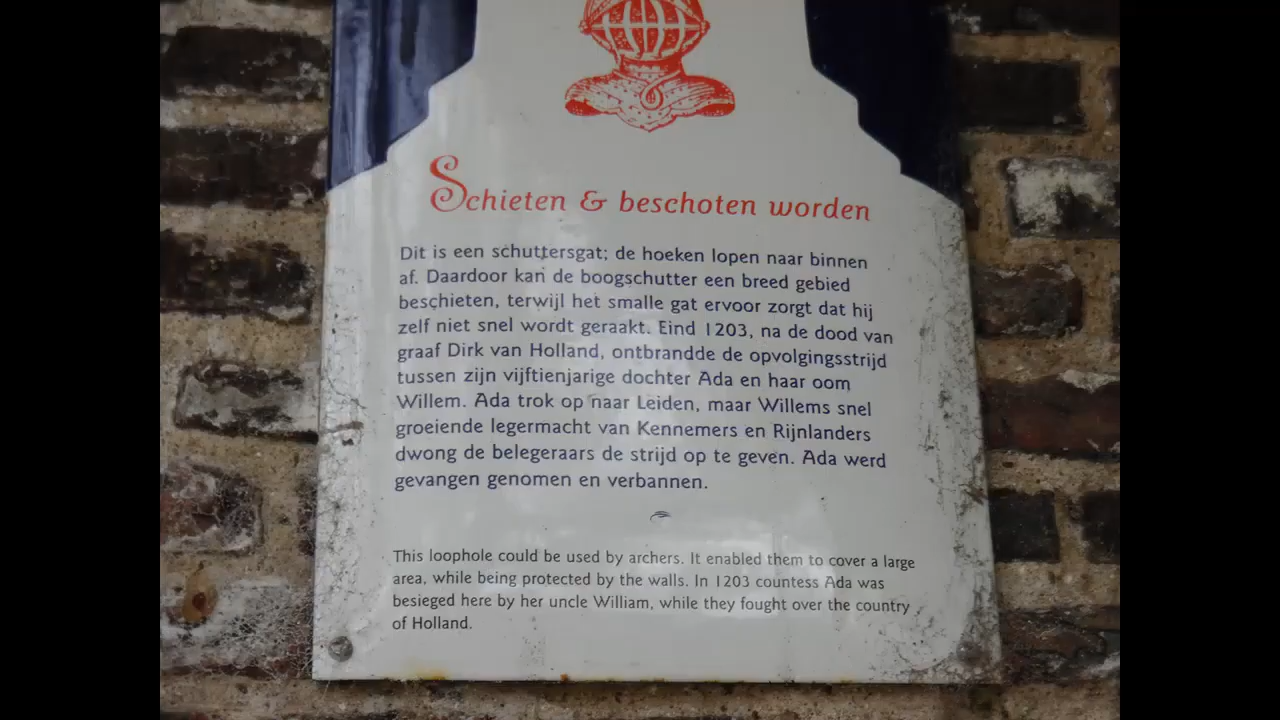 Schieten & beschoten worden
Dit is een schuttersgat; de hoeken lopen naar binnen
af. Daardoor kan de boogschutter een breed gebied
beschieten, terwijl het smalle gat ervoor zorgt dat hij
zelf niet snel wordt geraakt. Eind 1203, na de dood van
graaf Dirk van Holland, ontbrandde de opvolgingsstrijd
tussen zijn vijftienjarige dochter Ada en haar oom
Willem. Ada trok op naar Leiden, maar Willems snel
groeiende legermacht van Kennemers en Rijnlanders
dwong de belegeraars de strijd op te geven. Ada werd
gevangen genomen en verbannen.
This loophole could be used by archers. It enabled them to cover a large
area, while being protected by the walls. In 1203 countess Ada was
besieged here by her uncle William, while they fought over the country
of Holland.